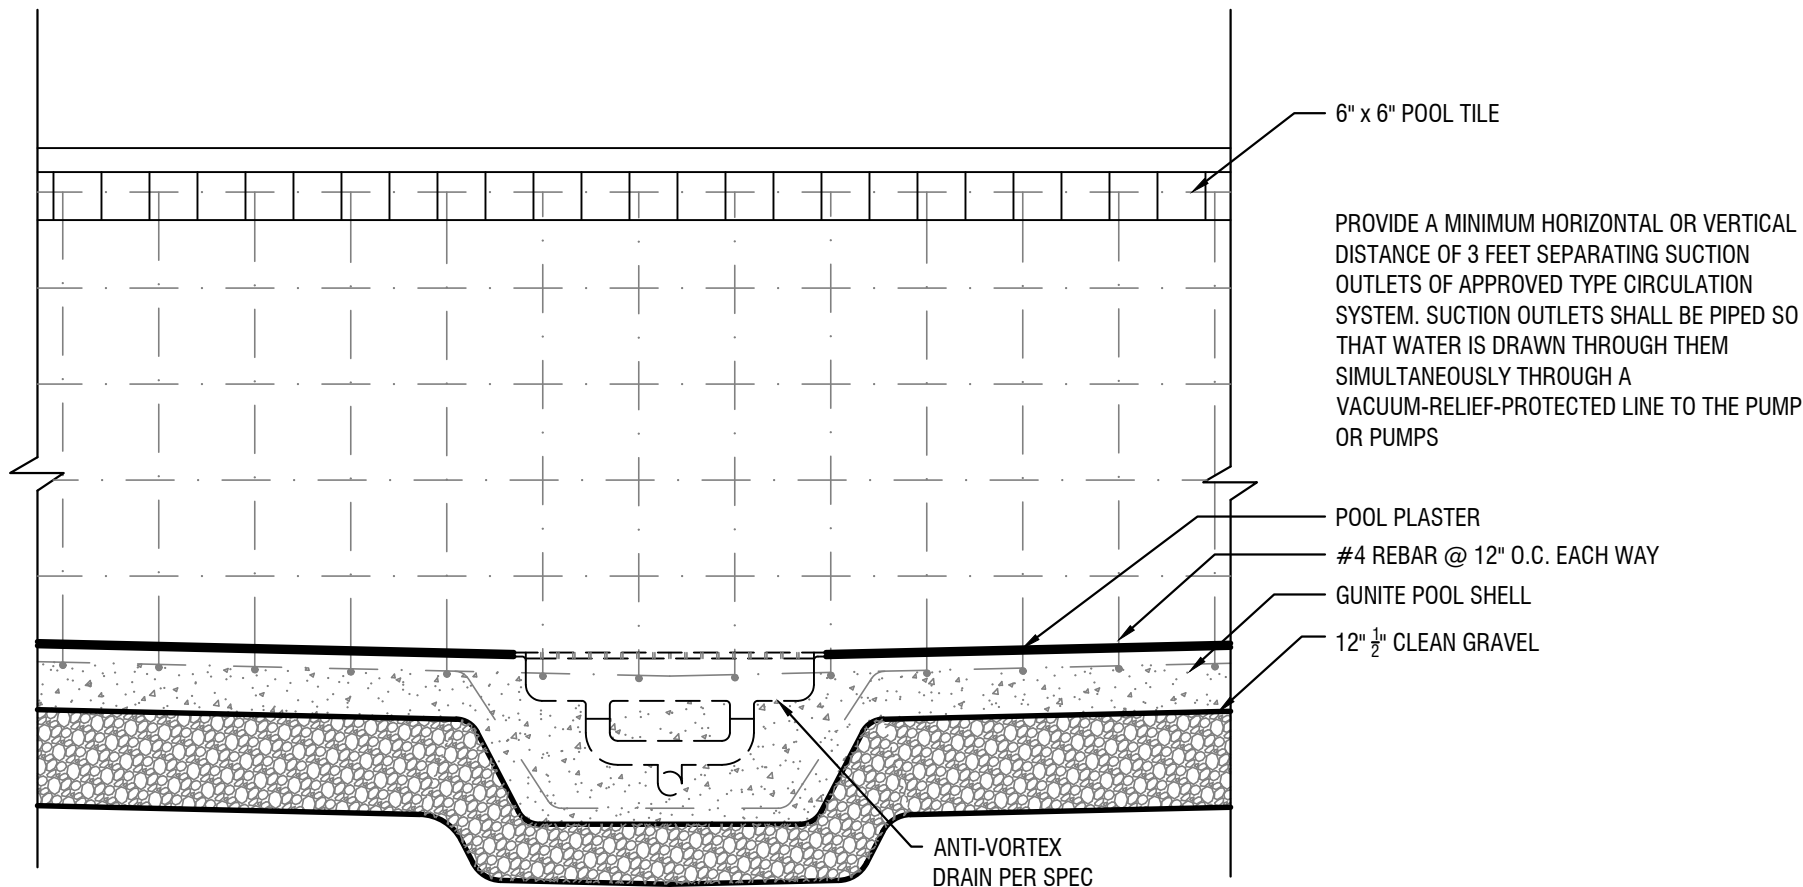 6" x 6" POOL TILE
PROVIDE A MINIMUM HORIZONTAL OR VERTICAL
DISTANCE OF 3 FEET SEPARATING SUCTION
OUTLETS OF APPROVED TYPE CIRCULATION
SYSTEM. SUCTION OUTLETS SHALL BE PIPED SO
THAT WATER IS DRAWN THROUGH THEM
SIMULTANEOUSLY THROUGH A
VACUUM-RELIEF-PROTECTED LINE TO THE PUMP
OR PUMPS
POOL PLASTER
#4 REBAR @ 12" O.C. EACH WAY
GUNITE POOL SHELL
12" ½" CLEAN GRAVEL
ANTI-VORTEX
DRAIN PER SPEC